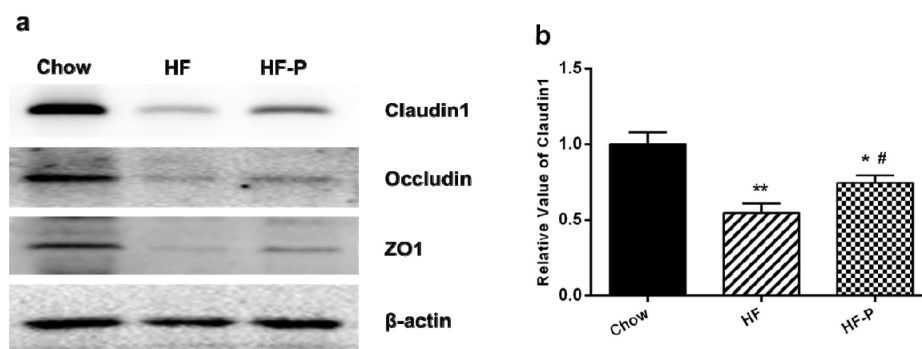 a
Chow HF HF-P
Claudin1
Occludin
ZO1
β-actin
b
Relative Value of Claudin1
1.5
1.0
0.5
0.0
**
* #
Chow HF HF-P